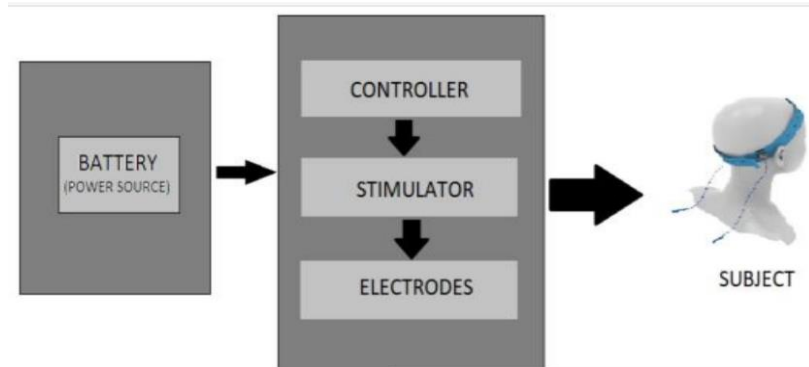 BATTERY
(POWER SOURCE)
CONTROLLER
STIMULATOR
ELECTRODES
SUBJECT